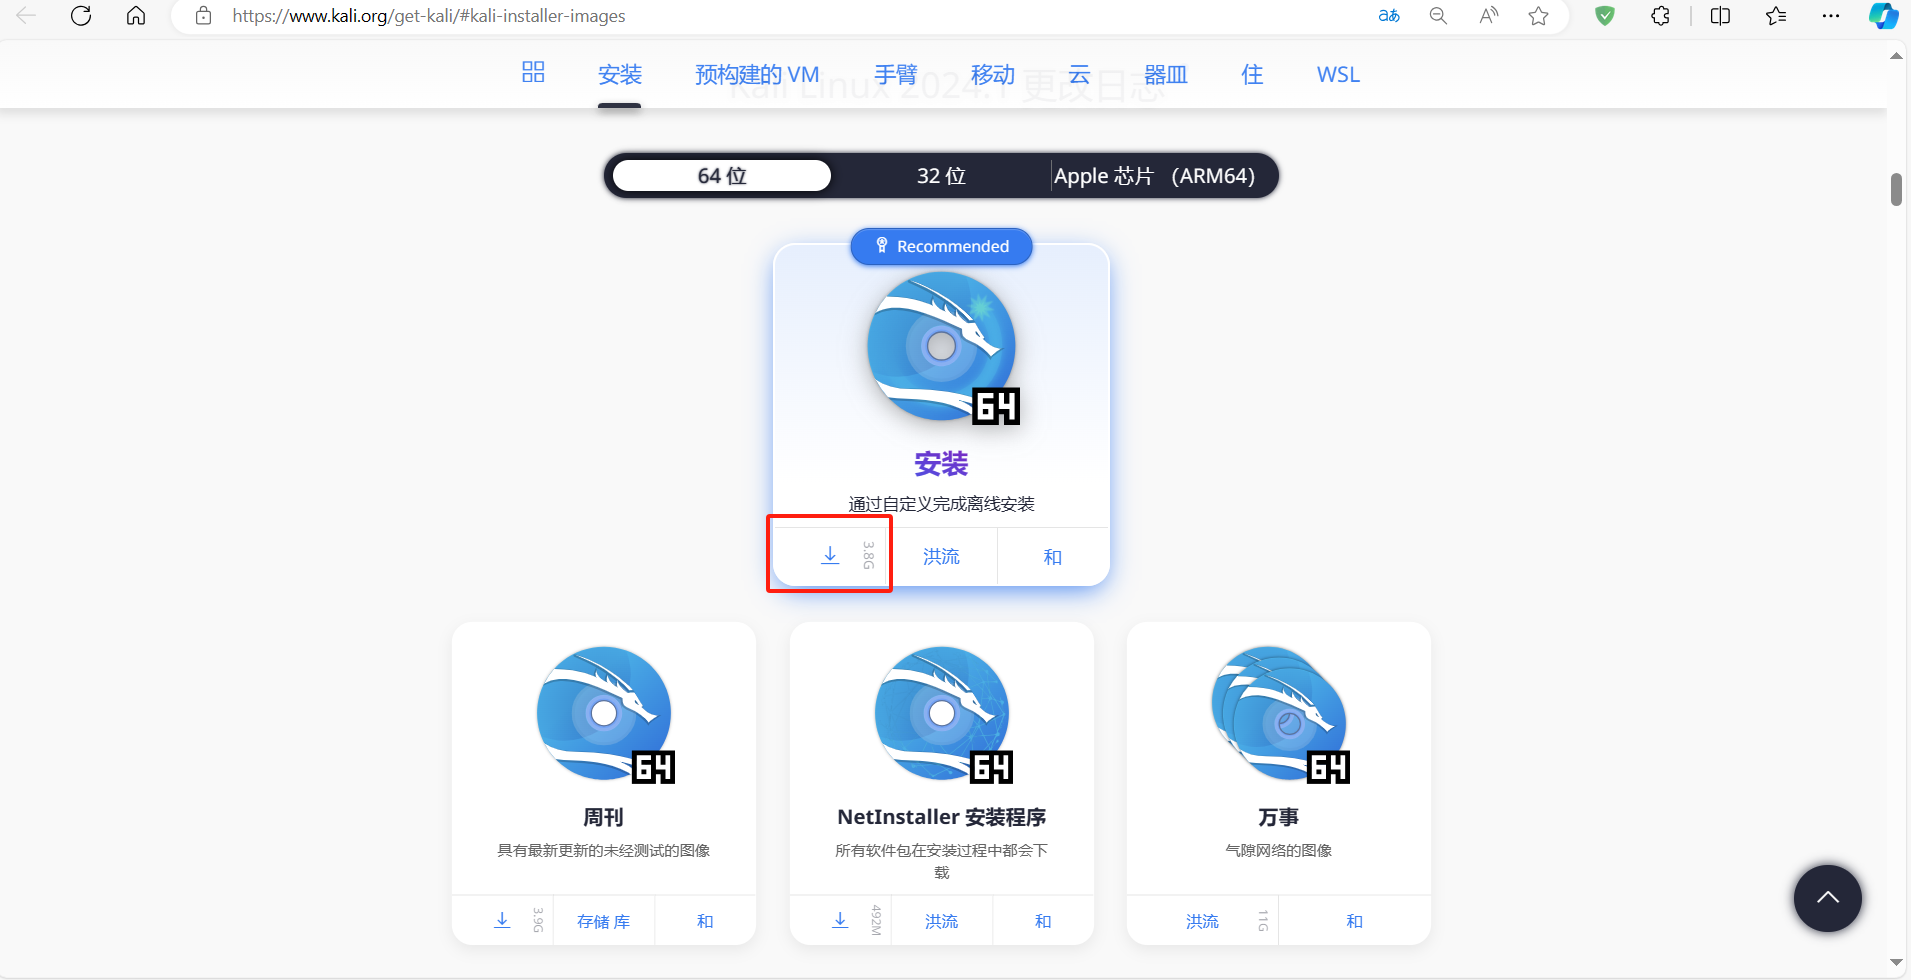 https://www.kali.org/get-kali/#kali-installer-images
aあ
安装
预构建的 VM
手臂
移动
云
器皿
住
WSL
Kali Linux 2024.1 更改日志
64 位
32 位
Apple 芯片 （ARM64）
Recommended
64
安装
通过自定义完成离线安装
3.8G
洪流
和
64
64
64
周刊
NetInstaller 安装程序
万事
具有最新更新的未经测试的图像
所有软件包在安装过程中都会下
载
气隙网络的图像
3.9G
存储 库
和
492M
洪流
和
洪流
11G
和